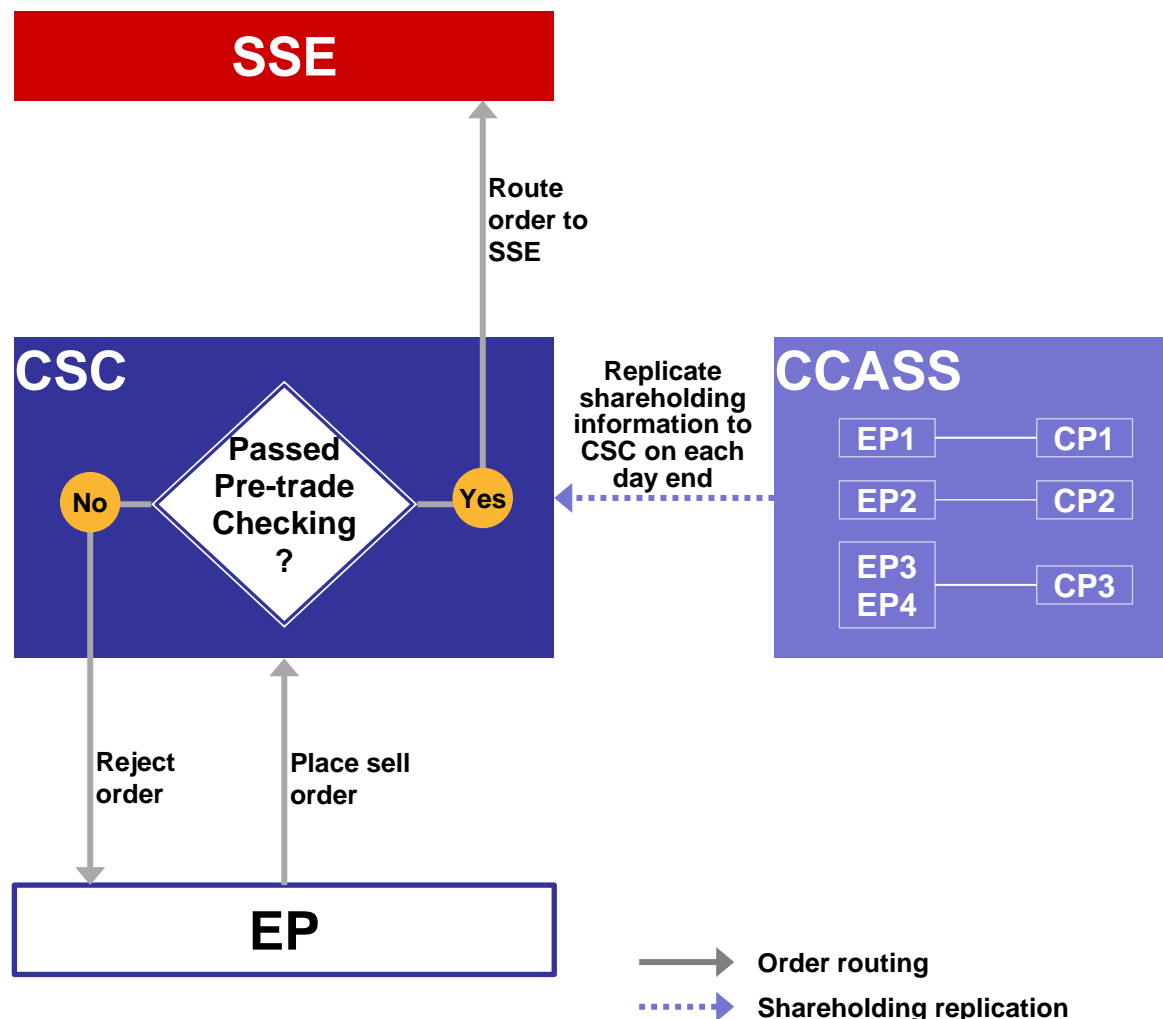 SSE
Route
order to
SSE
CSC
Passed
Pre-trade
Checking
?
No
Yes
Replicate
shareholding
information to
CSC on each
day end
CCASS
EP1
CP1
EP2
CP2
EP3
EP4
CP3
Reject
order
Place sell
order
EP
Order routing
Shareholding replication